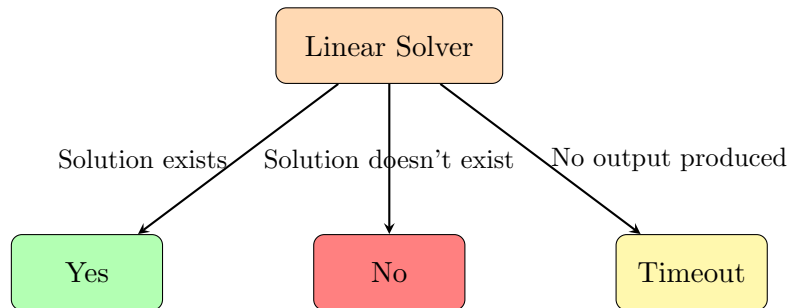 Linear Solver
Solution exists
Solution doesn't exist
No output produced
Yes
No
Timeout